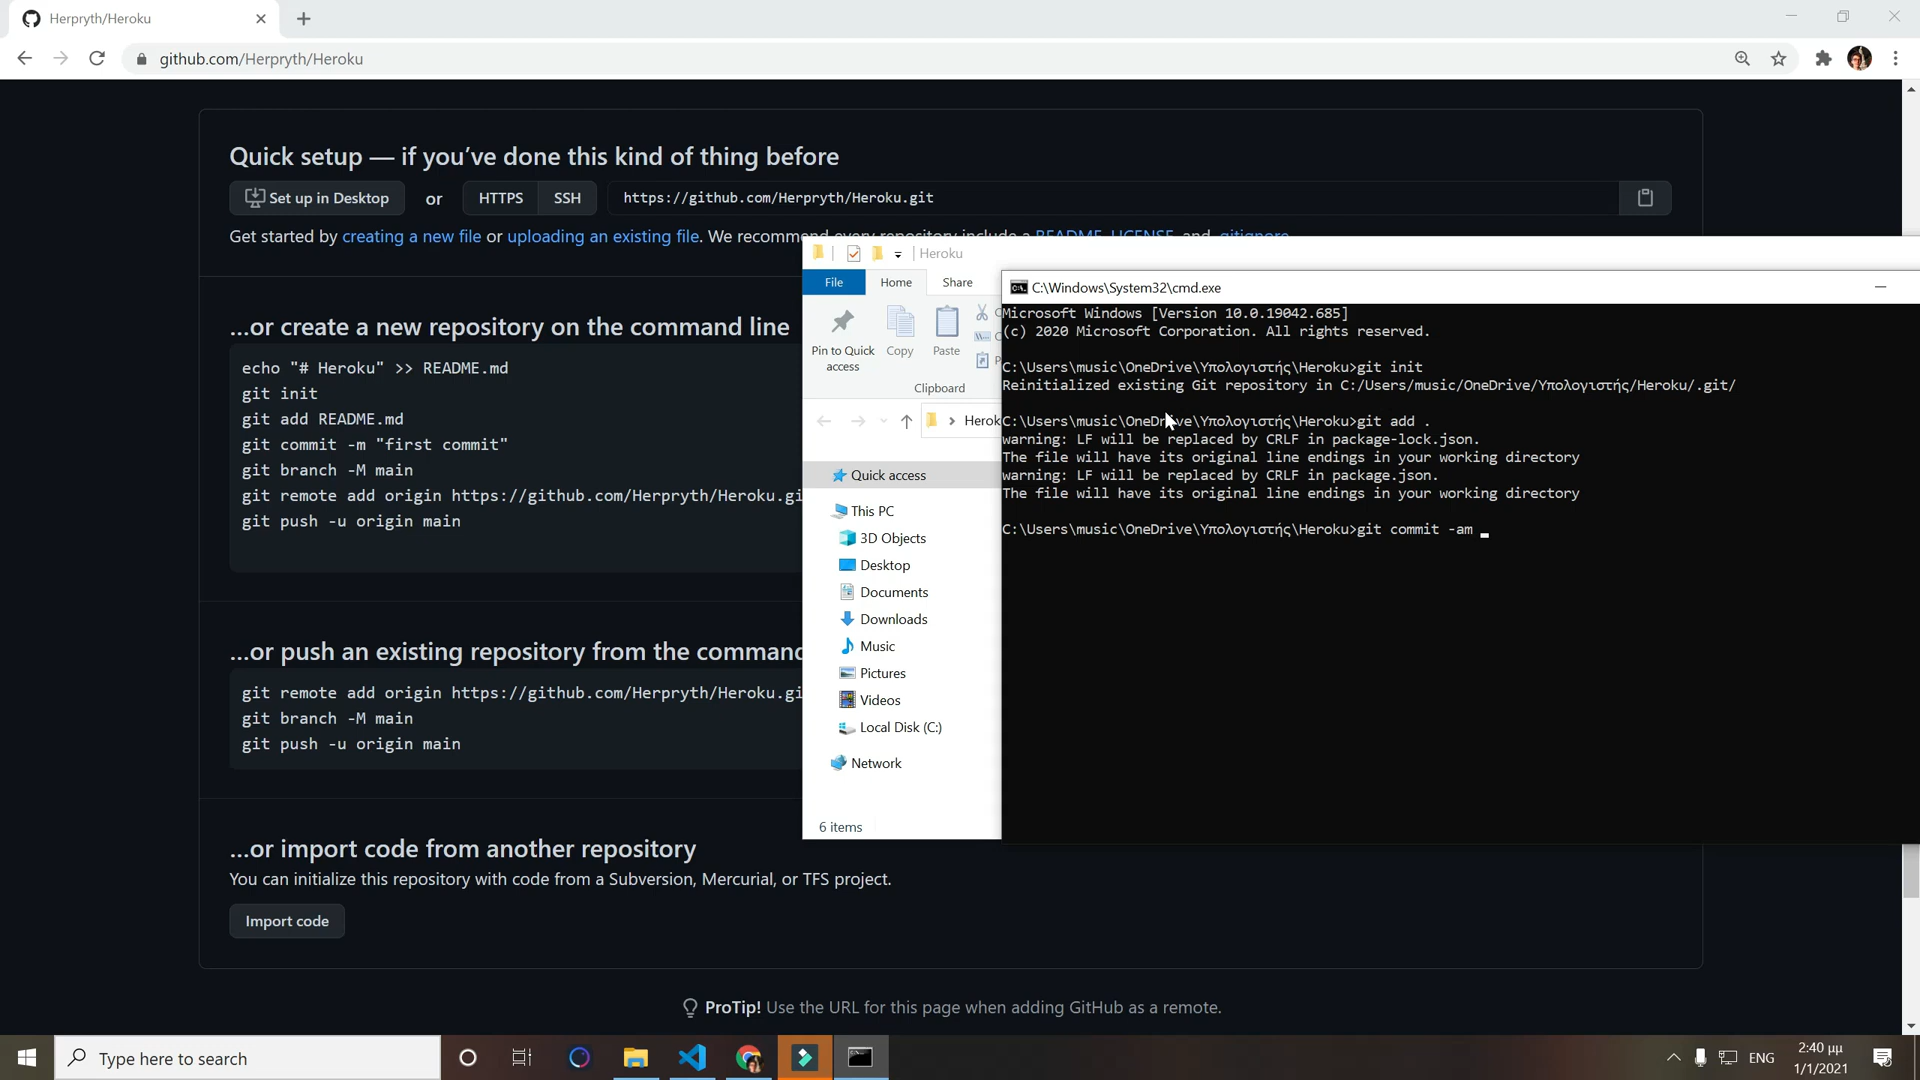 Herpryth/Heroku
github.com/Herpryth/Heroku
Quick setup — if you’ve done this kind of thing before
Set up in Desktop
or
HTTPS
SSH
https://github.com/Herpryth/Heroku.git
Get started by creating a new file or uploading an existing file. We recommend every repository include a README, LICENSE, and .gitignore.
…or create a new repository on the command line
echo "# Heroku" >> README.md
git init
git add README.md
git commit -m "first commit"
git branch -M main
git remote add origin https://github.com/Herpryth/Heroku.gi
git push -u origin main
…or push an existing repository from the command
git remote add origin https://github.com/Herpryth/Heroku.gi
git branch -M main
git push -u origin main
…or import code from another repository
You can initialize this repository with code from a Subversion, Mercurial, or TFS project.
Import code
ProTip! Use the URL for this page when adding GitHub as a remote.
Heroku
File
Home
Share
Pin to Quick
access
Copy
Paste
Clipboard
Herok
Quick access
This PC
3D Objects
Desktop
Documents
Downloads
Music
Pictures
Videos
Local Disk (C:)
Network
6 items
C:\Windows\System32\cmd.exe
Microsoft Windows [Version 10.0.19042.685]
(c) 2020 Microsoft Corporation. All rights reserved.
C:\Users\music\OneDrive\Υπολογιστής\Heroku>git init
Reinitialized existing Git repository in C:/Users/music/OneDrive/Υπολογιστής/Heroku/.git/
C:\Users\music\OneDrive\Υπολογιστής\Heroku>git add .
warning: LF will be replaced by CRLF in package-lock.json.
The file will have its original line endings in your working directory
warning: LF will be replaced by CRLF in package.json.
The file will have its original line endings in your working directory
C:\Users\music\OneDrive\Υπολογιστής\Heroku>git commit -am
Type here to search
ENG
2:40 μμ
1/1/2021